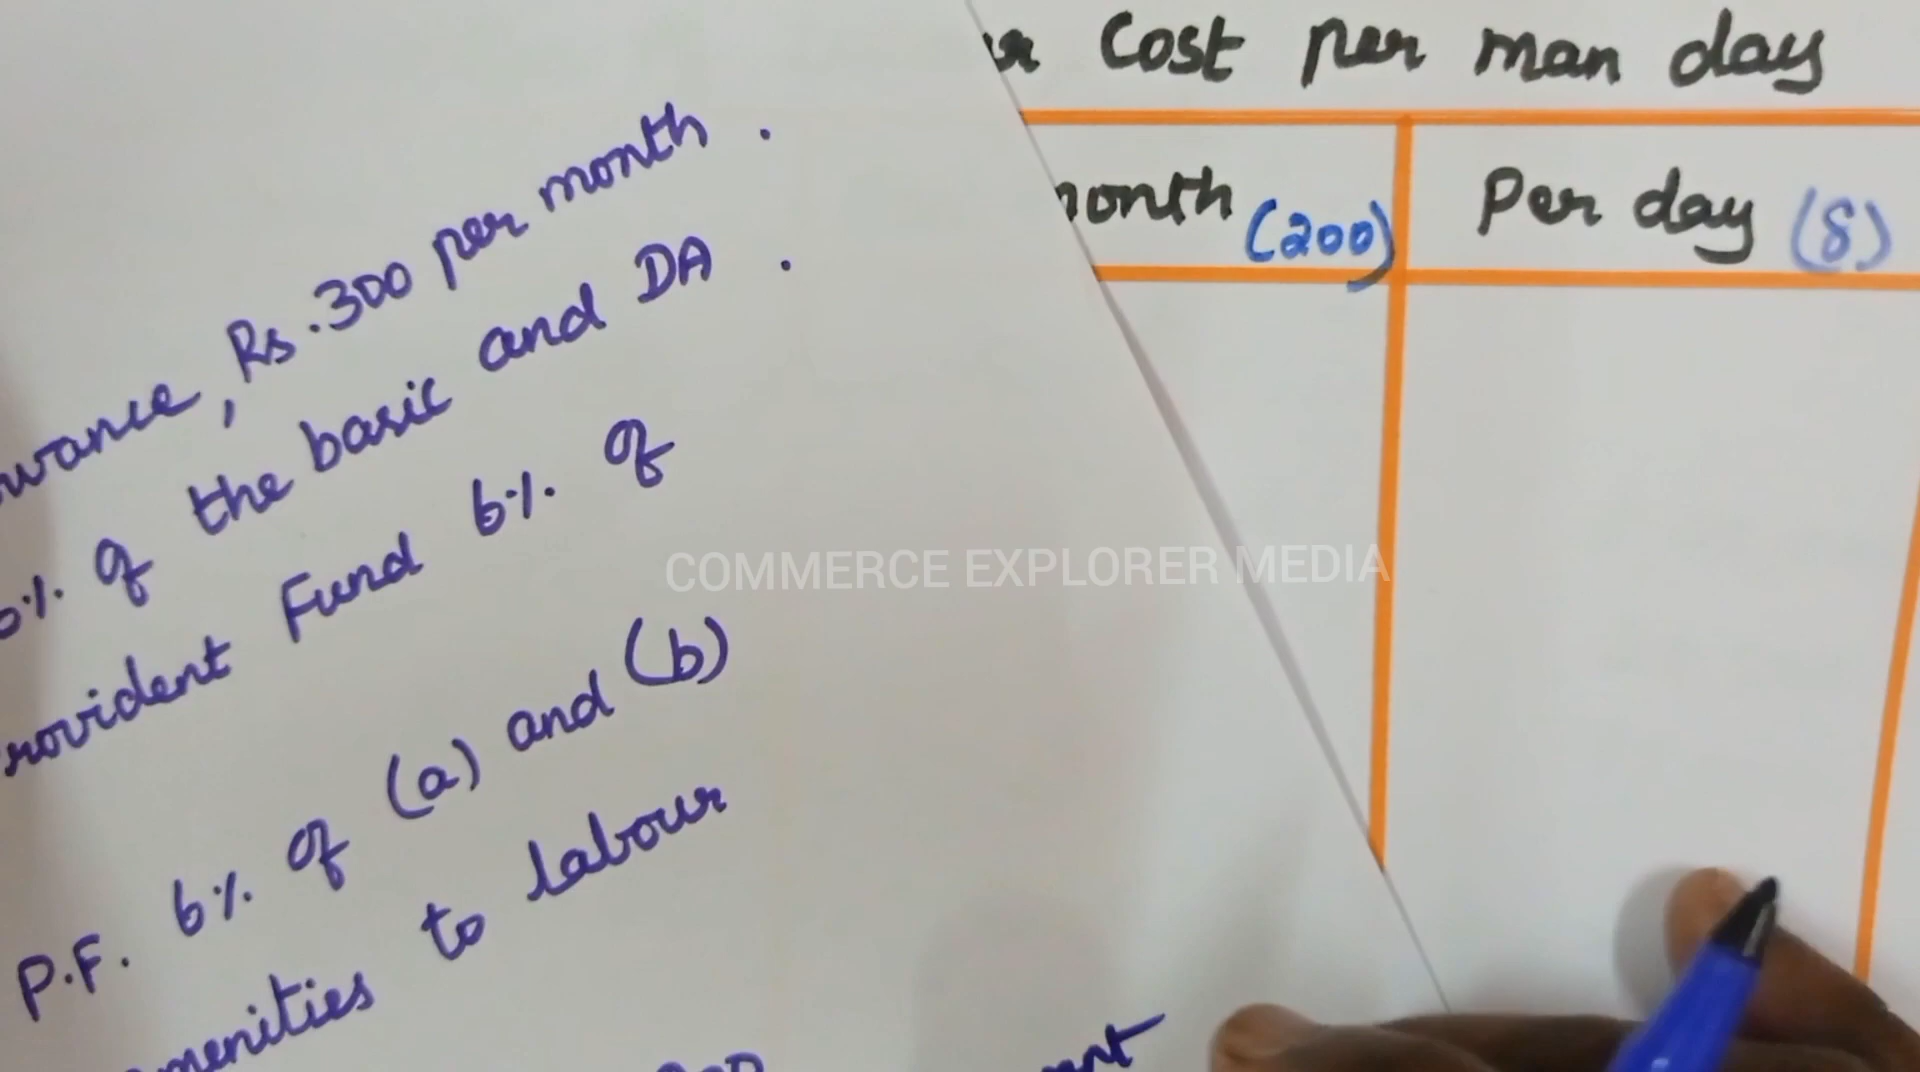 Cost per man day
(200)
Per day (8)
Rs. 300 per month.
% of the basic and DA.
Fund 6% of
P.F. 6% of (a) and (b)
to labour
COMMERCE EXPLORER MEDIA